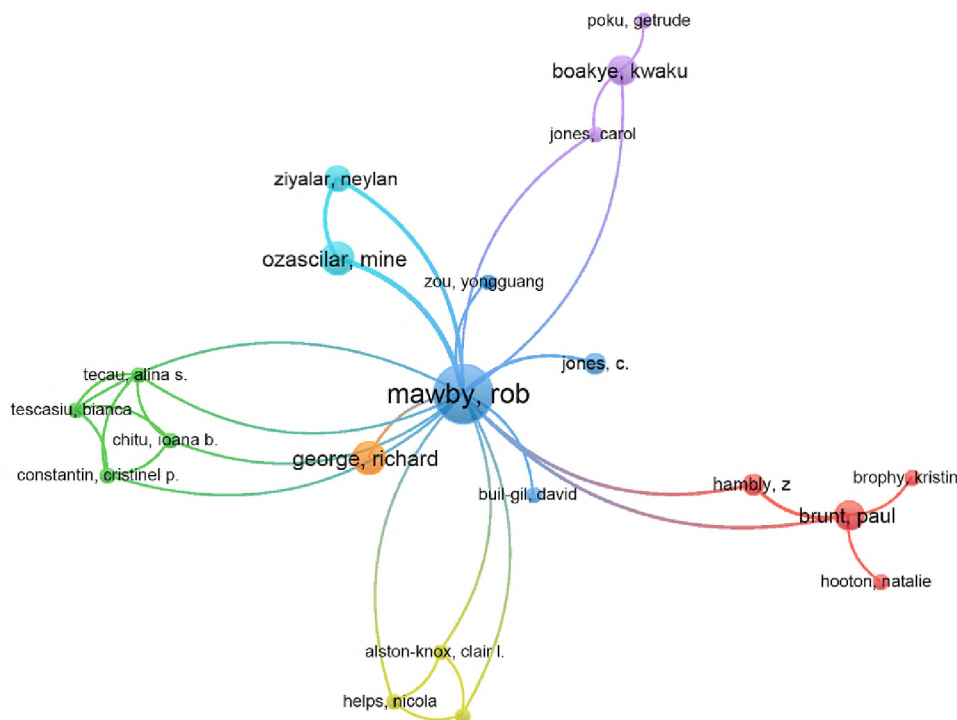 poku, getrude
boakye, kwaku
jones, carol
ziyalar, neylan
ozascilar, mine
zou, yongguang
jones, c.
tecau, alina s.
mawby, rob
tescasiu, bianca
chitu, ioana b.
george, richard
constantin, cristinel p.
buil-gil, david
hambly, z
brophy, kristin
brunt, paul
hooton, natalie
alston-knox, clair l.
helps, nicola